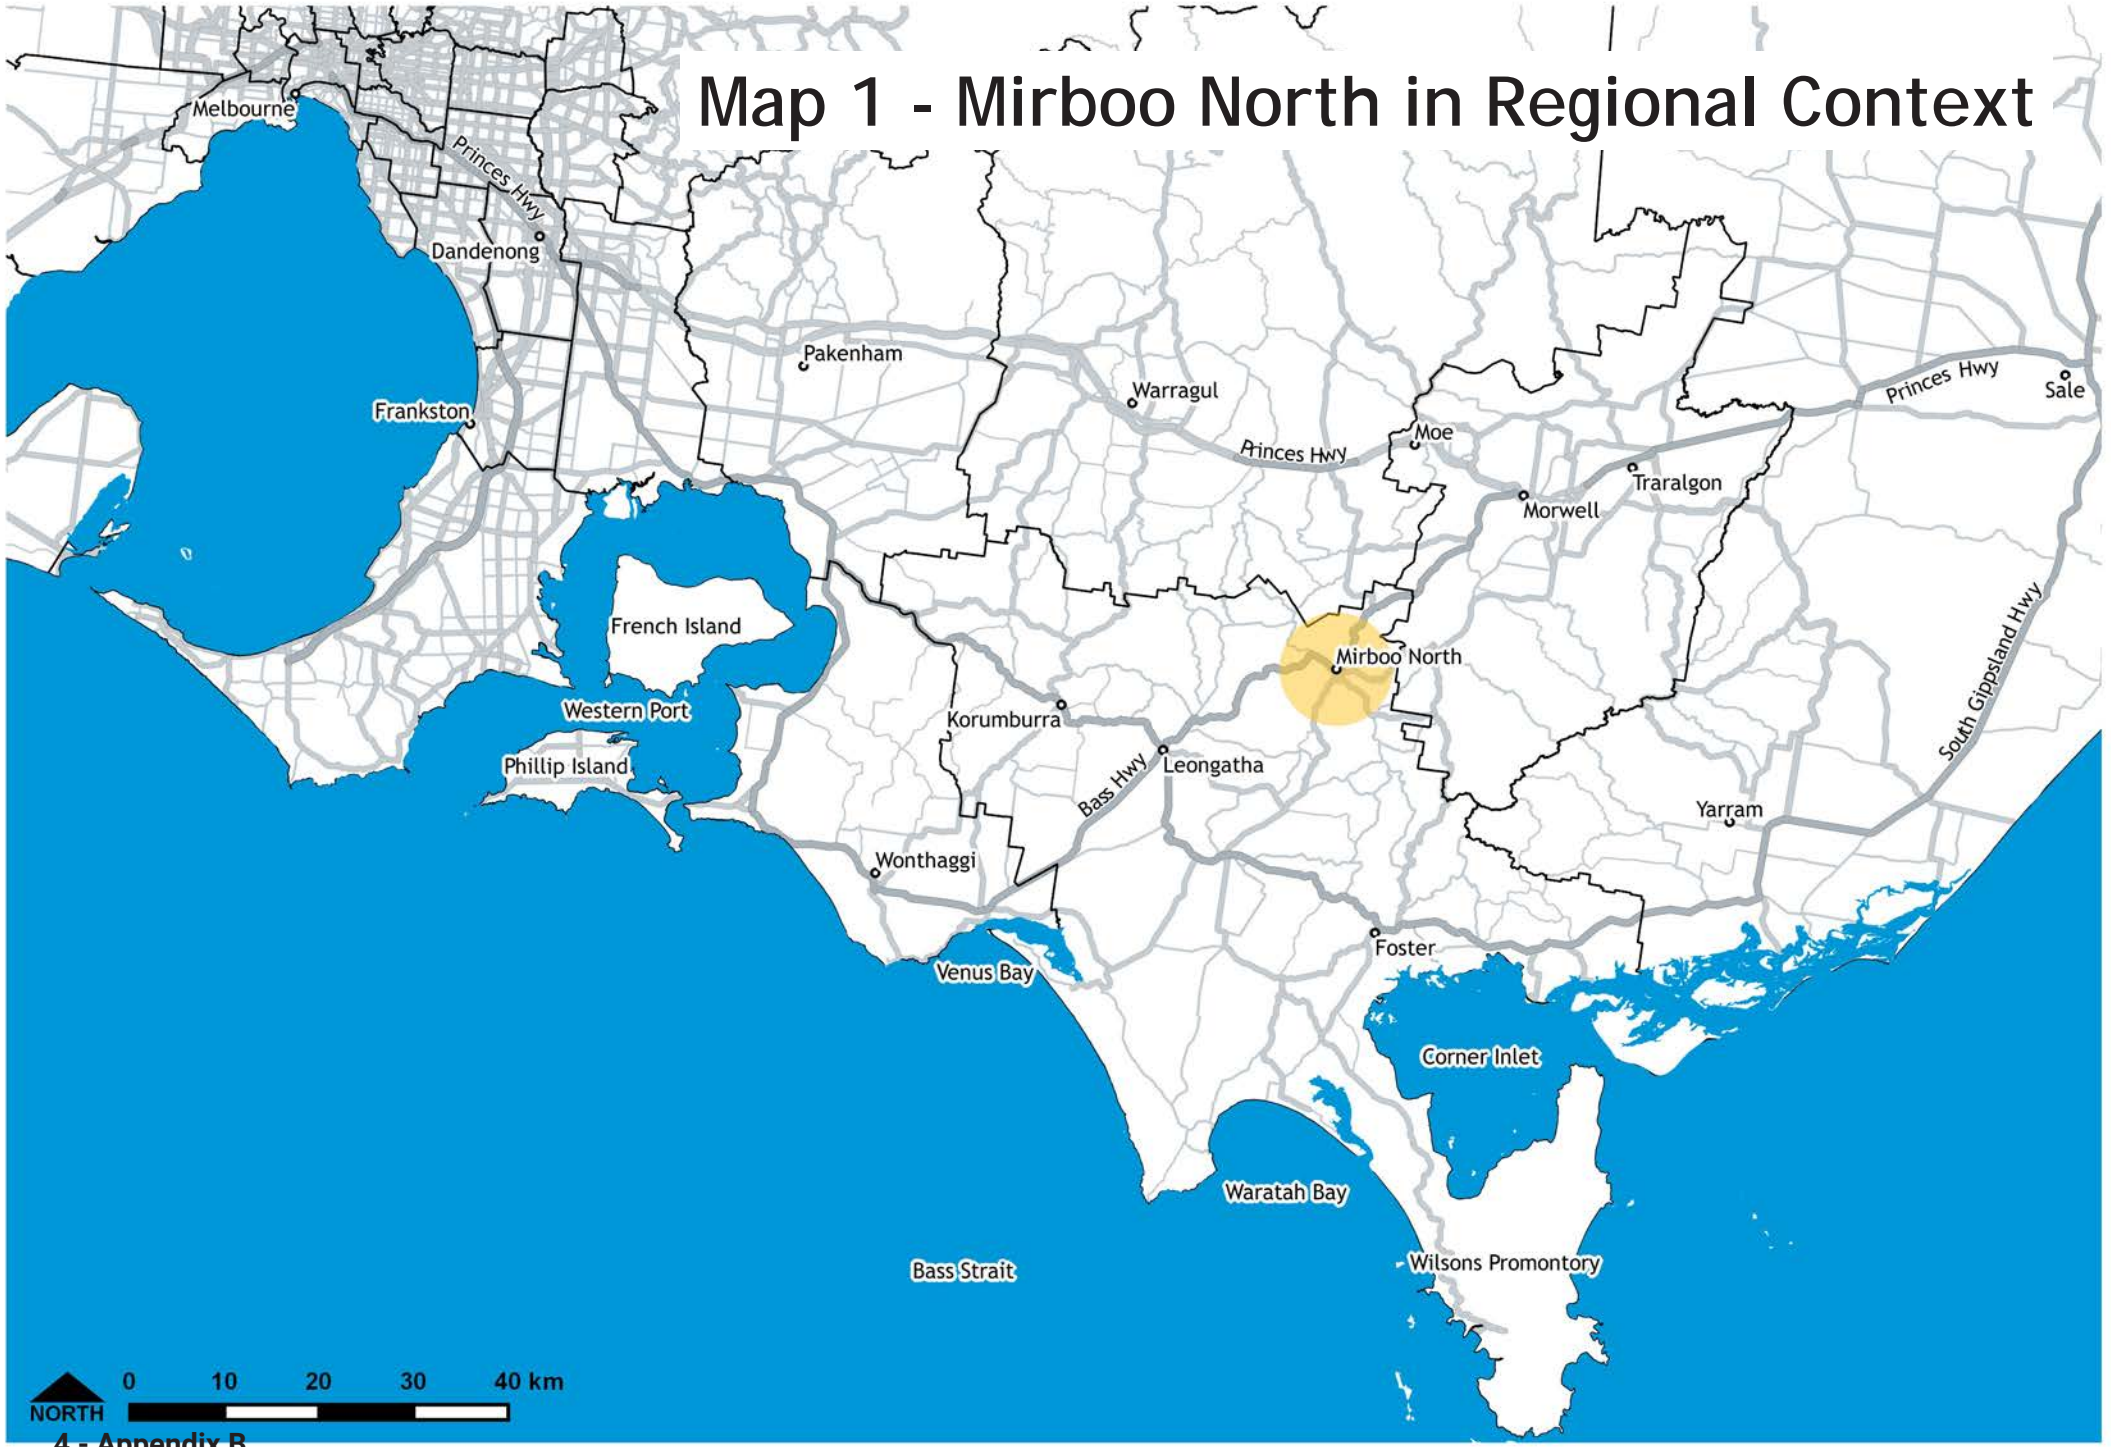 Map 1 - Mirboo North in Regional Context
Melbourne
Princes Hwy
Dandenong
Pakenham
Frankston
Warragul
Princes Hwy
Moe
Princes Hwy
Sale
Traralgon
Morwell
French Island
Mirboo North
South Gippsland Hwy
Western Port
Korumburra
Phillip Island
Leongatha
Bass Hwy
Yarram
Wonthaggi
Foster
Venus Bay
Corner Inlet
Waratah Bay
Bass Strait
Wilsons Promontory
0 10 20 30 40 km
NORTH
4 - Appendix B